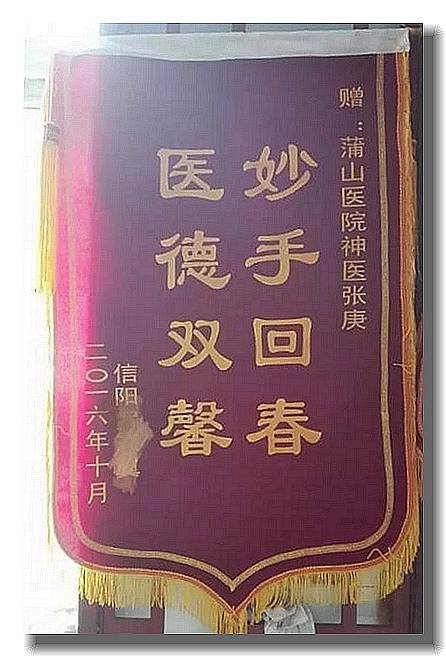 赠：蒲山医院神医张庚
妙手回春
医德双馨
信阳
二〇一六年十月